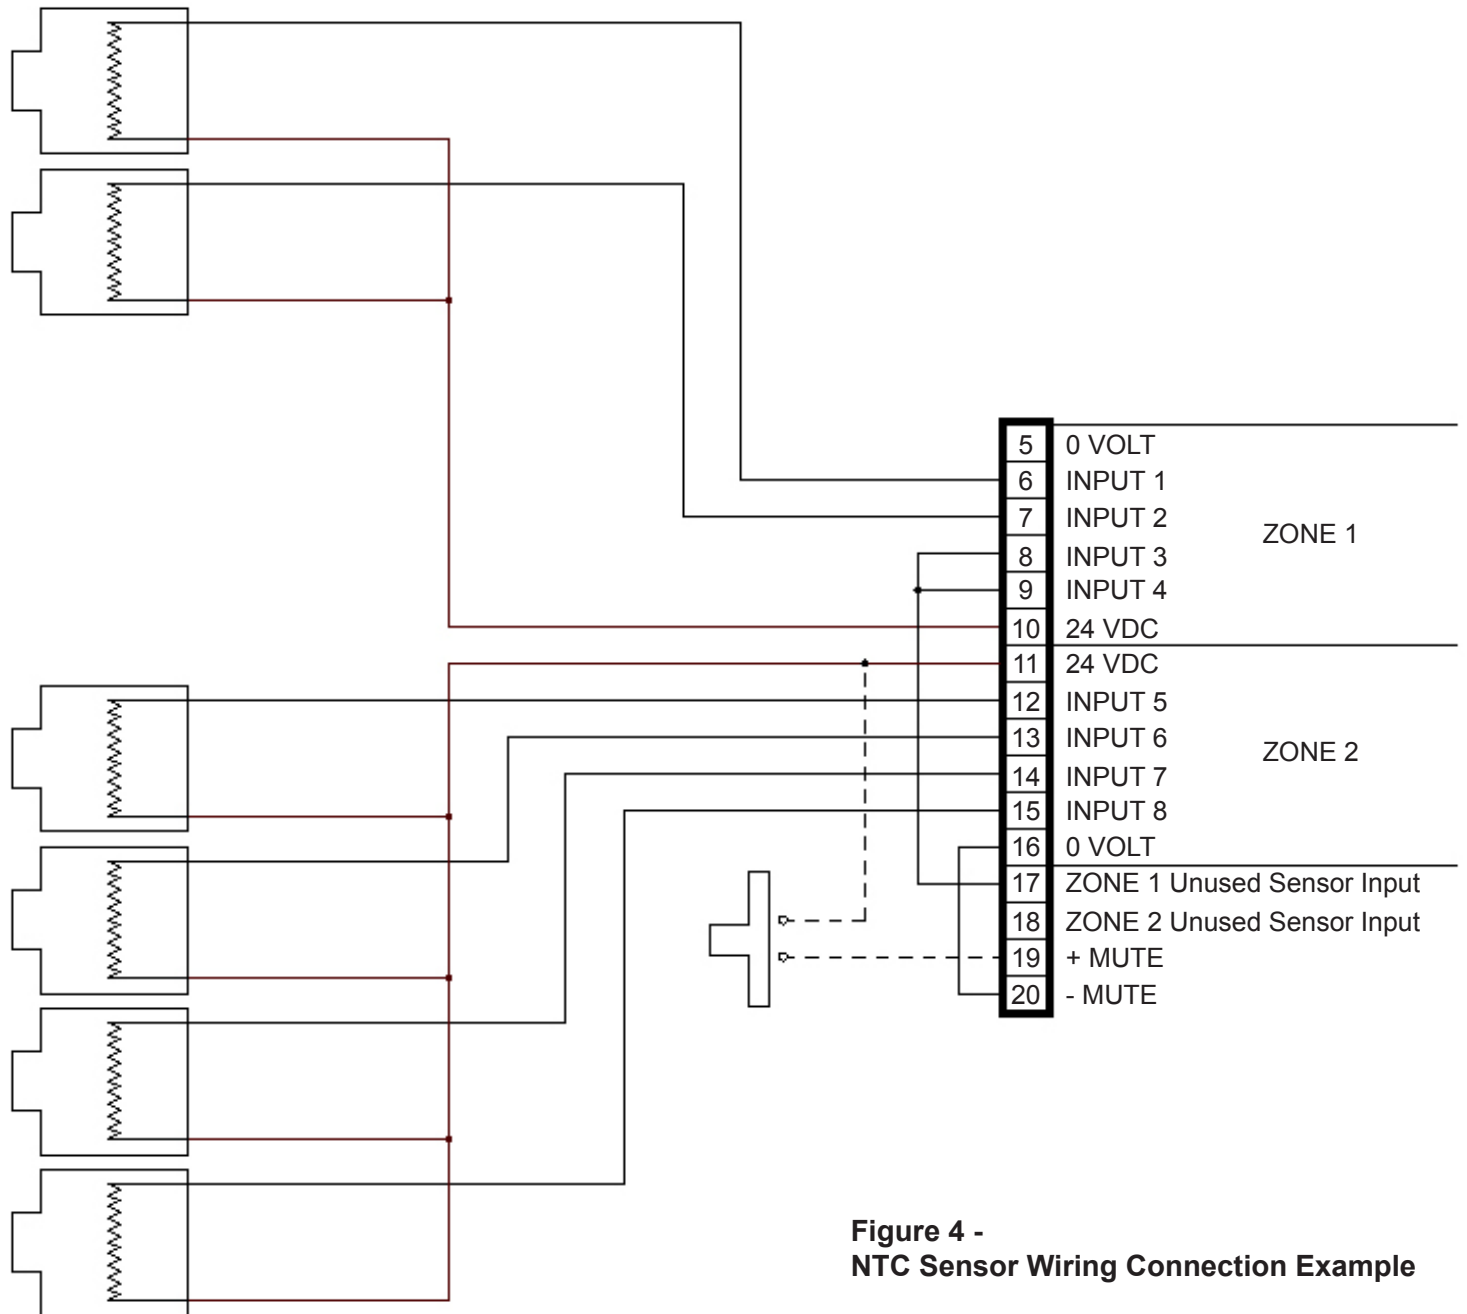 5 0 VOLT
6 INPUT 1
7 INPUT 2
ZONE 1
8 INPUT 3
9 INPUT 4
10 24 VDC
11 24 VDC
12 INPUT 5
13 INPUT 6
ZONE 2
14 INPUT 7
15 INPUT 8
16 0 VOLT
17 ZONE 1 Unused Sensor Input
18 ZONE 2 Unused Sensor Input
19 + MUTE
20 - MUTE
Figure 4 -
NTC Sensor Wiring Connection Example